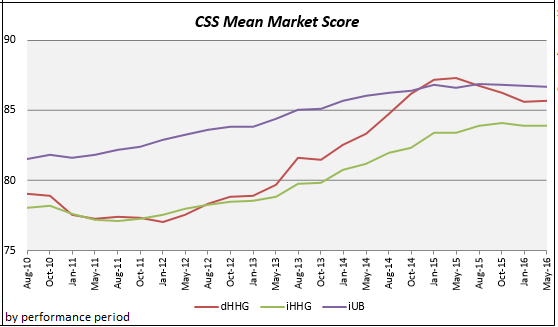 CSS Mean Market Score
90
85
80
75
Aug-10
Oct-10
Jan-11
May-11
Aug-11
Oct-11
Jan-12
May-12
Aug-12
Oct-12
Jan-13
May-13
Aug-13
Oct-13
Jan-14
May-14
Aug-14
Oct-14
Jan-15
May-15
Aug-15
Oct-15
Jan-16
May-16
by performance period
dHHG iHHG iUB